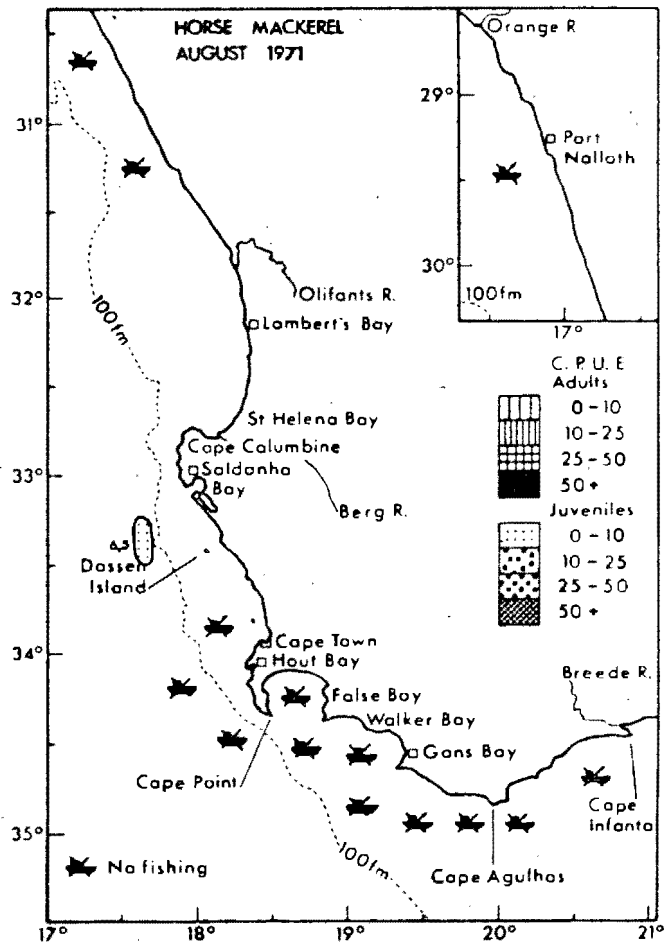 HORSE MACKEREL
AUGUST 1971
Orange R
29°
Port
Nalloth
30°
100fm
17°
31°
32°
33°
34°
35°
100fm
Olifants R.
Lambert's Bay
St Helena Bay
Cape Calumbine
Saldanha
Bay
Berg R.
Dassen
Island
Cape Town
Hout Bay
False Bay
Walker Bay
Gans Bay
Breede R.
Cape Point
Cape
Infanta
Cape Agulhas
100fm
No fishing
C. P. U. E
Adults
0-10
10-25
25-50
50+
Juveniles
0-10
10-25
25-50
50+
17°
18°
19°
20°
21°